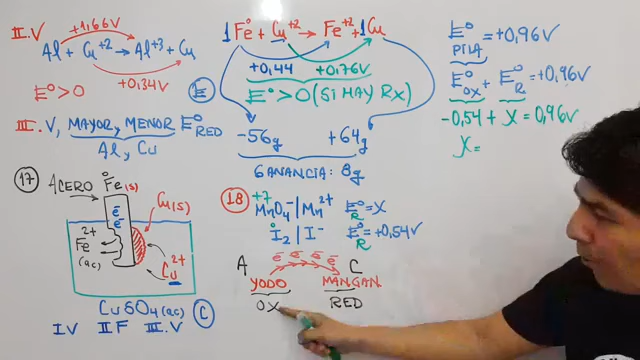 II.V
+1,66V
Al + Cu+2 → Al+3 + Cu
+0,34V
E° > 0
E
III. V, MAYOR, MENOR E°RED
Al, Cu
17
ACERO
Fe(s)
Cu(s)
e-
e-
Fe2+
(ac)
Cu2+
CuSO4(ac)
C
IV IIF III.V
1Fe° + Cu+2 → Fe+2 + 1Cu
+0,44 +0,76V
E° > 0 (SI HAY RX)
-56g +64g
GANANCIA: 8g
18
+7
MnO4- | Mn2+ E°R = X
I2 | I- E°R = +0,54V
e- e- e- e-
A C
YODO MANGAN.
OX RED
E°PILA = +0,96V
E°OX + E°R = +0,96V
-0,54 + X = 0,96V
X =